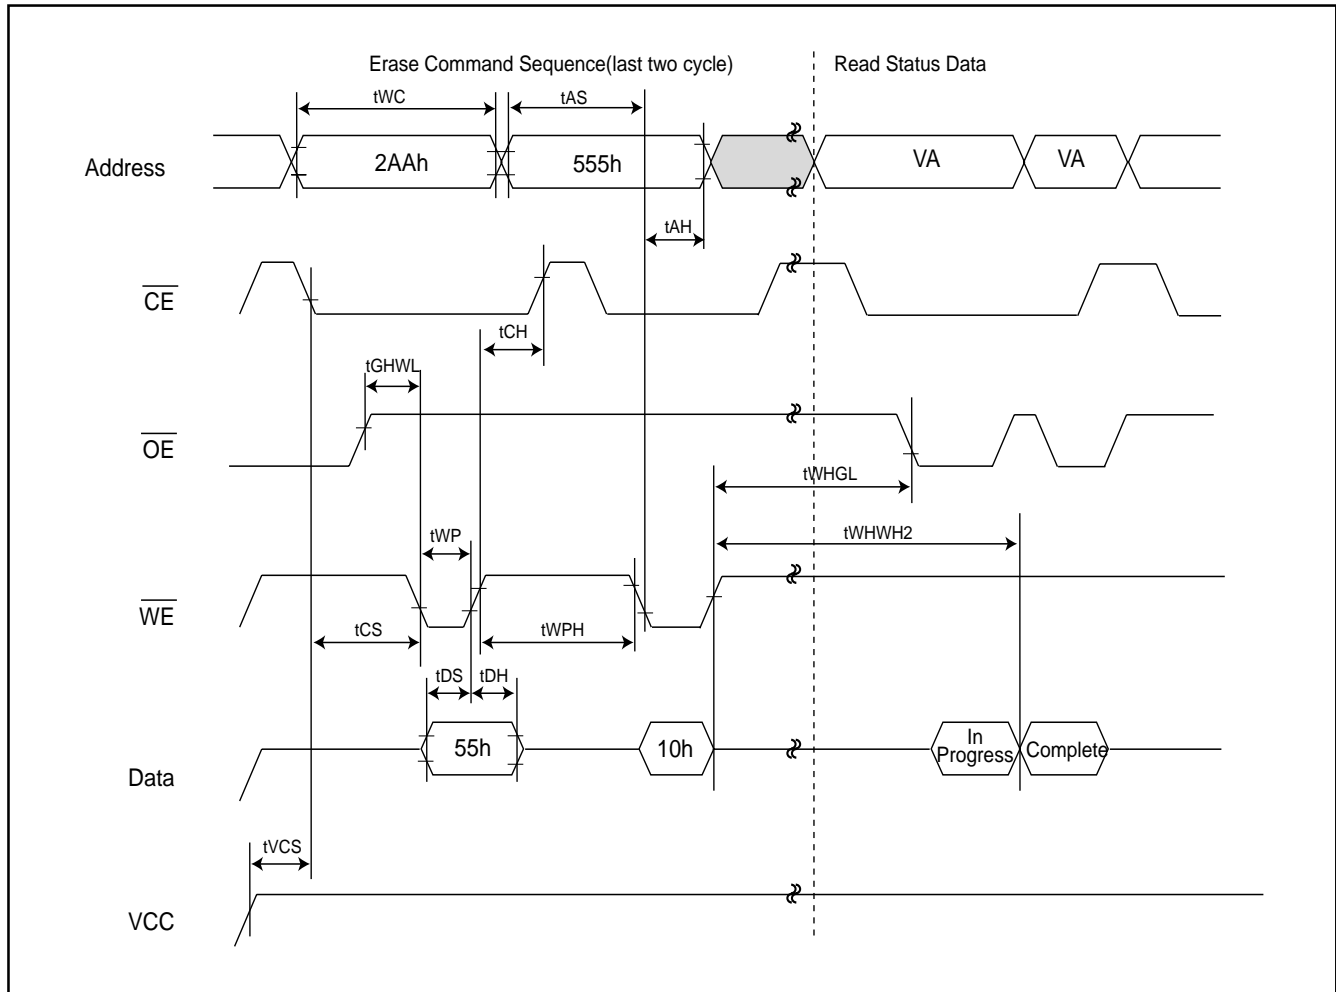 Erase Command Sequence(last two cycle) Read Status Data
tWC tAS
Address 2AAh 555h VA VA
tAH
CE
tCH
tGHWL
OE
tWHGL
tWP tWHWH2
WE
tCS tWPH
tDS tDH
Data 55h 10h In Progress Complete
tVCS
VCC